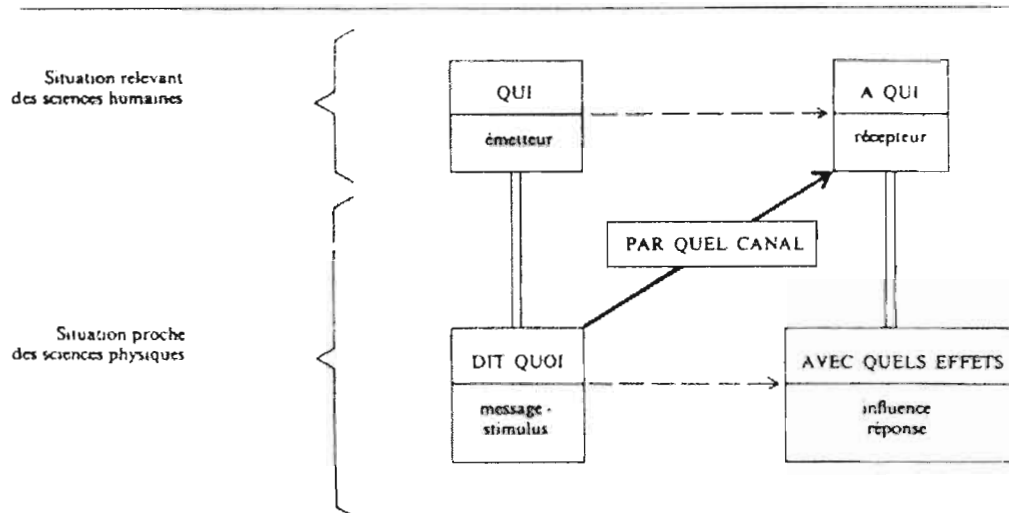 Situation relevant
des sciences humaines
QUI
émetteur
A QUI
récepteur
PAR QUEL CANAL
Situation proche
des sciences physiques
DIT QUOI
message -
stimulus
AVEC QUELS EFFETS
influence
réponse